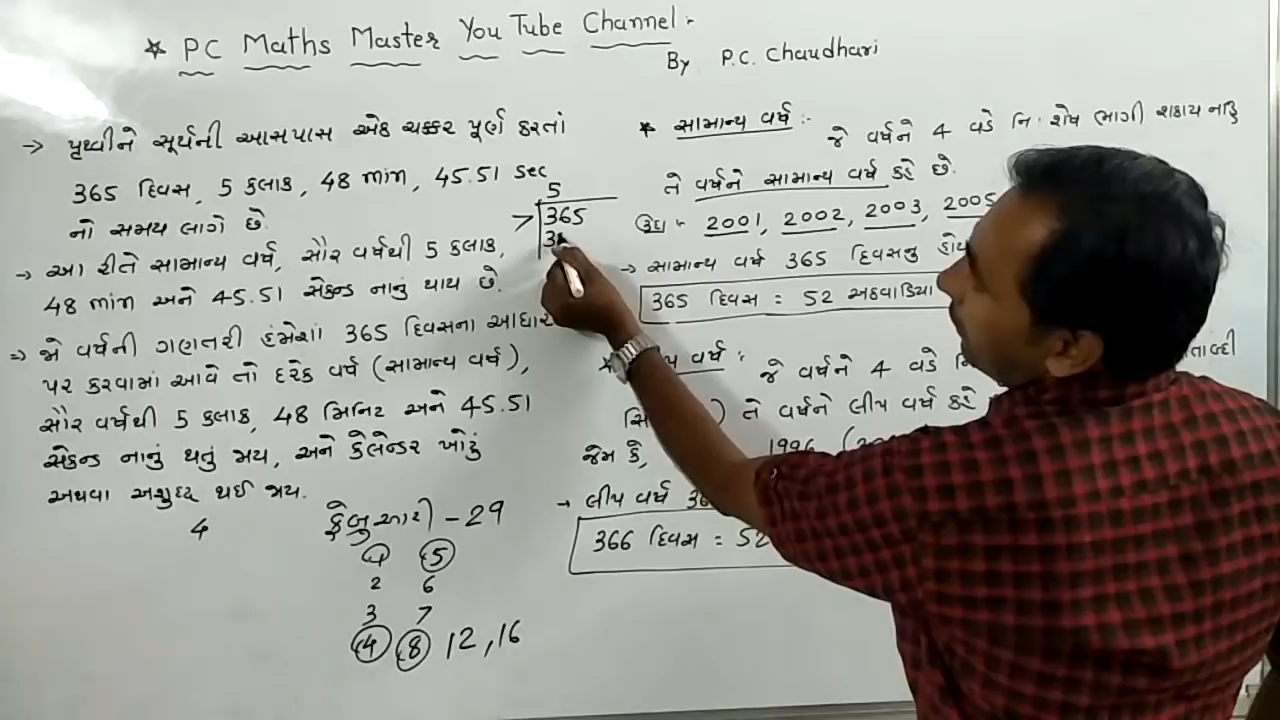 * PC Maths Master You Tube Channel :-
By P.C. Chaudhari
→ પૃથ્વીને સૂર્યની આસપાસ એક ચક્કર પૂર્ણ કરતાં
365 દિવસ, 5 કલાક, 48 મીન, 45.51 sec
નો સમય લાગે છે.
→ આ રીતે સામાન્ય વર્ષ, સૌર વર્ષથી 5 કલાક,
48 મીન અને 45.51 સેકન્ડ નાનું થાય છે.
⇒ જો વર્ષની ગણતરી હંમેશાં 365 દિવસના આધારે
પર કરવામાં આવે તો દરેક વર્ષ (સામાન્ય વર્ષ),
સૌર વર્ષથી 5 કલાક, 48 મિનિટ અને 45.51
સેકન્ડ નાનું થતું જાય, અને કેલેન્ડર ખોટું
અથવા અશુદ્ધ થઈ જાય.
4
ફેબ્રુઆરી - 29
1 5
2 6
3 7
4 8 12, 16
5
7 365
3
* સામાન્ય વર્ષ :-
જે વર્ષને 4 વડે નિ:શેષ ભાગી શકાય નહિ
તે વર્ષને સામાન્ય વર્ષ કહે છે.
ઉદા :- 2001, 2002, 2003, 2005
→ સામાન્ય વર્ષ 365 દિવસનુ
365 દિવસ = 52 અઠવાડિયા
વર્ષ :
જે વર્ષને 4 વડે
તે વર્ષને લીપ વર્ષ કહે
જેમ કે, 1996
→ લીપ વર્ષ
366 દિવસ = 52